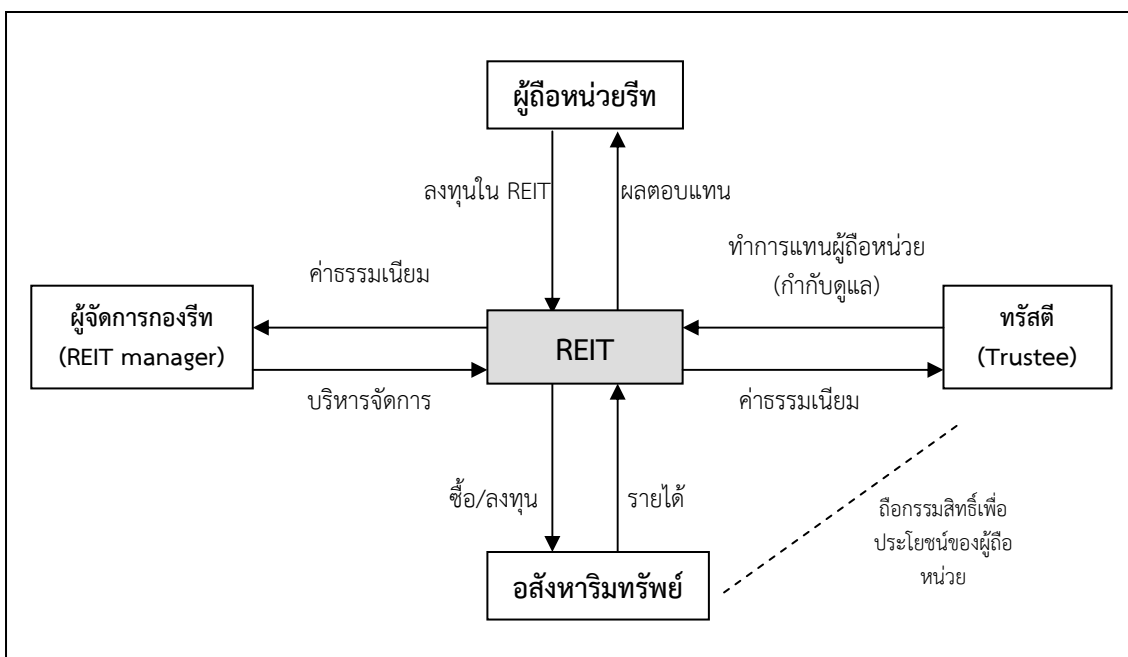 ผู้ถือหน่วยรีท
ลงทุนใน REIT
ผลตอบแทน
ทำการแทนผู้ถือหน่วย
(กำกับดูแล)
ค่าธรรมเนียม
ผู้จัดการกองรีท
(REIT manager)
REIT
ทรัสตี
(Trustee)
บริหารจัดการ
ค่าธรรมเนียม
ซื้อ/ลงทุน
รายได้
ถือกรรมสิทธิ์เพื่อ
ประโยชน์ของผู้ถือ
หน่วย
อสังหาริมทรัพย์